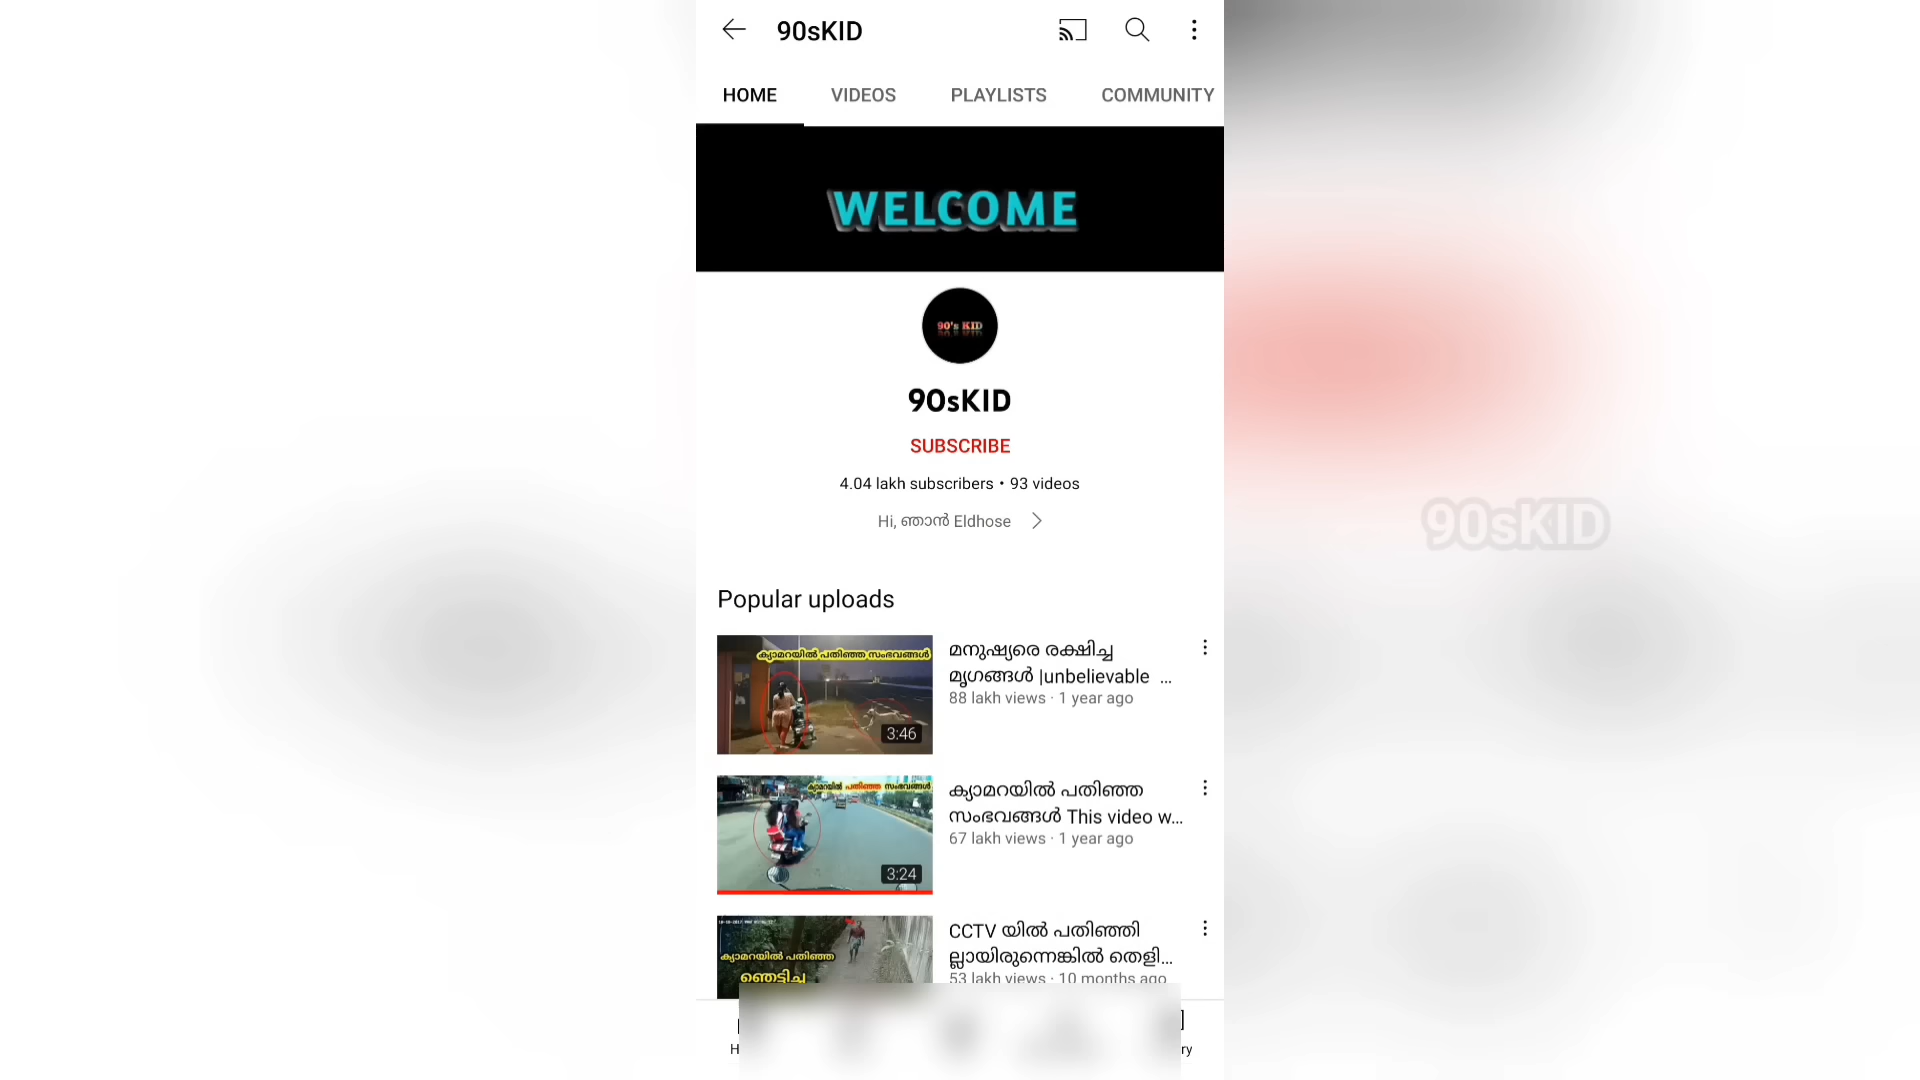 90sKID
HOME VIDEOS PLAYLISTS COMMUNITY
WELCOME
90's KID
90sKID
SUBSCRIBE
4.04 lakh subscribers • 93 videos
Hi, ഞാൻ Eldhose
90sKID
Popular uploads
ക്യാമറയിൽ പതിഞ്ഞ സംഭവങ്ങൾ
3:46
മനുഷ്യരെ രക്ഷിച്ച
മൃഗങ്ങൾ |unbelievable ...
88 lakh views · 1 year ago
ക്യാമറയിൽ പതിഞ്ഞ സംഭവങ്ങൾ
3:24
ക്യാമറയിൽ പതിഞ്ഞ
സംഭവങ്ങൾ This video w...
67 lakh views · 1 year ago
ക്യാമറയിൽ പതിഞ്ഞ
ഞെട്ടിച്ച
CCTV യിൽ പതിഞ്ഞി
ല്ലായിരുന്നെങ്കിൽ തെളി...
53 lakh views · 10 months ago